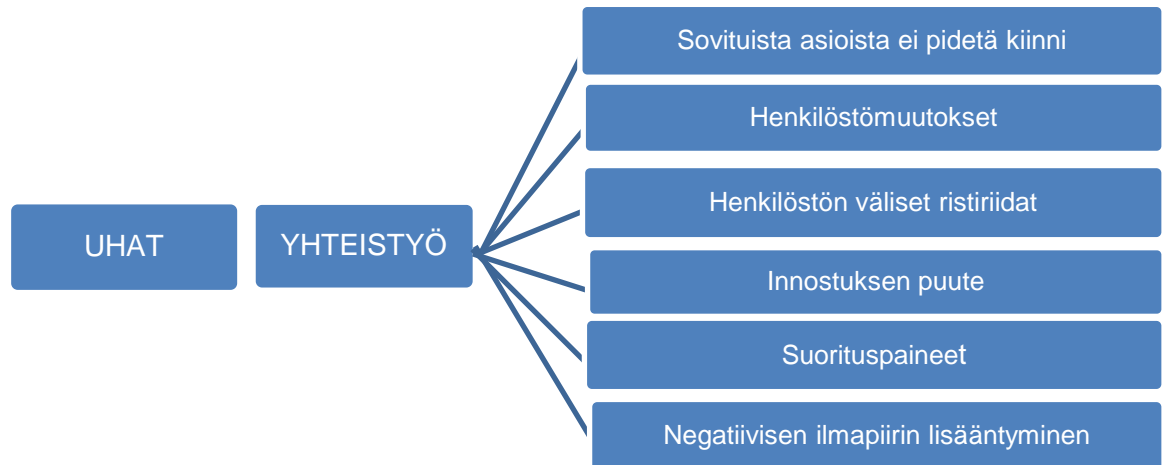 UHAT
YHTEISTYÖ
Sovituista asioista ei pidetä kiinni
Henkilöstömuutokset
Henkilöstön väliset ristiriidat
Innostuksen puute
Suorituspaineet
Negatiivisen ilmapiirin lisääntyminen